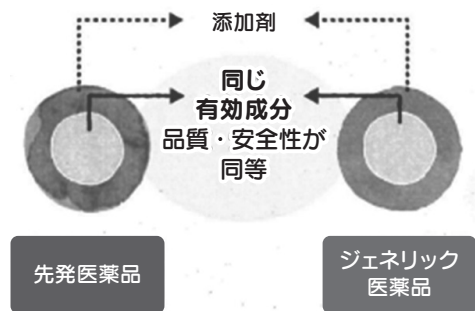 添加剤
同じ
有効成分
品質・安全性が
同等
先発医薬品
ジェネリック
医薬品